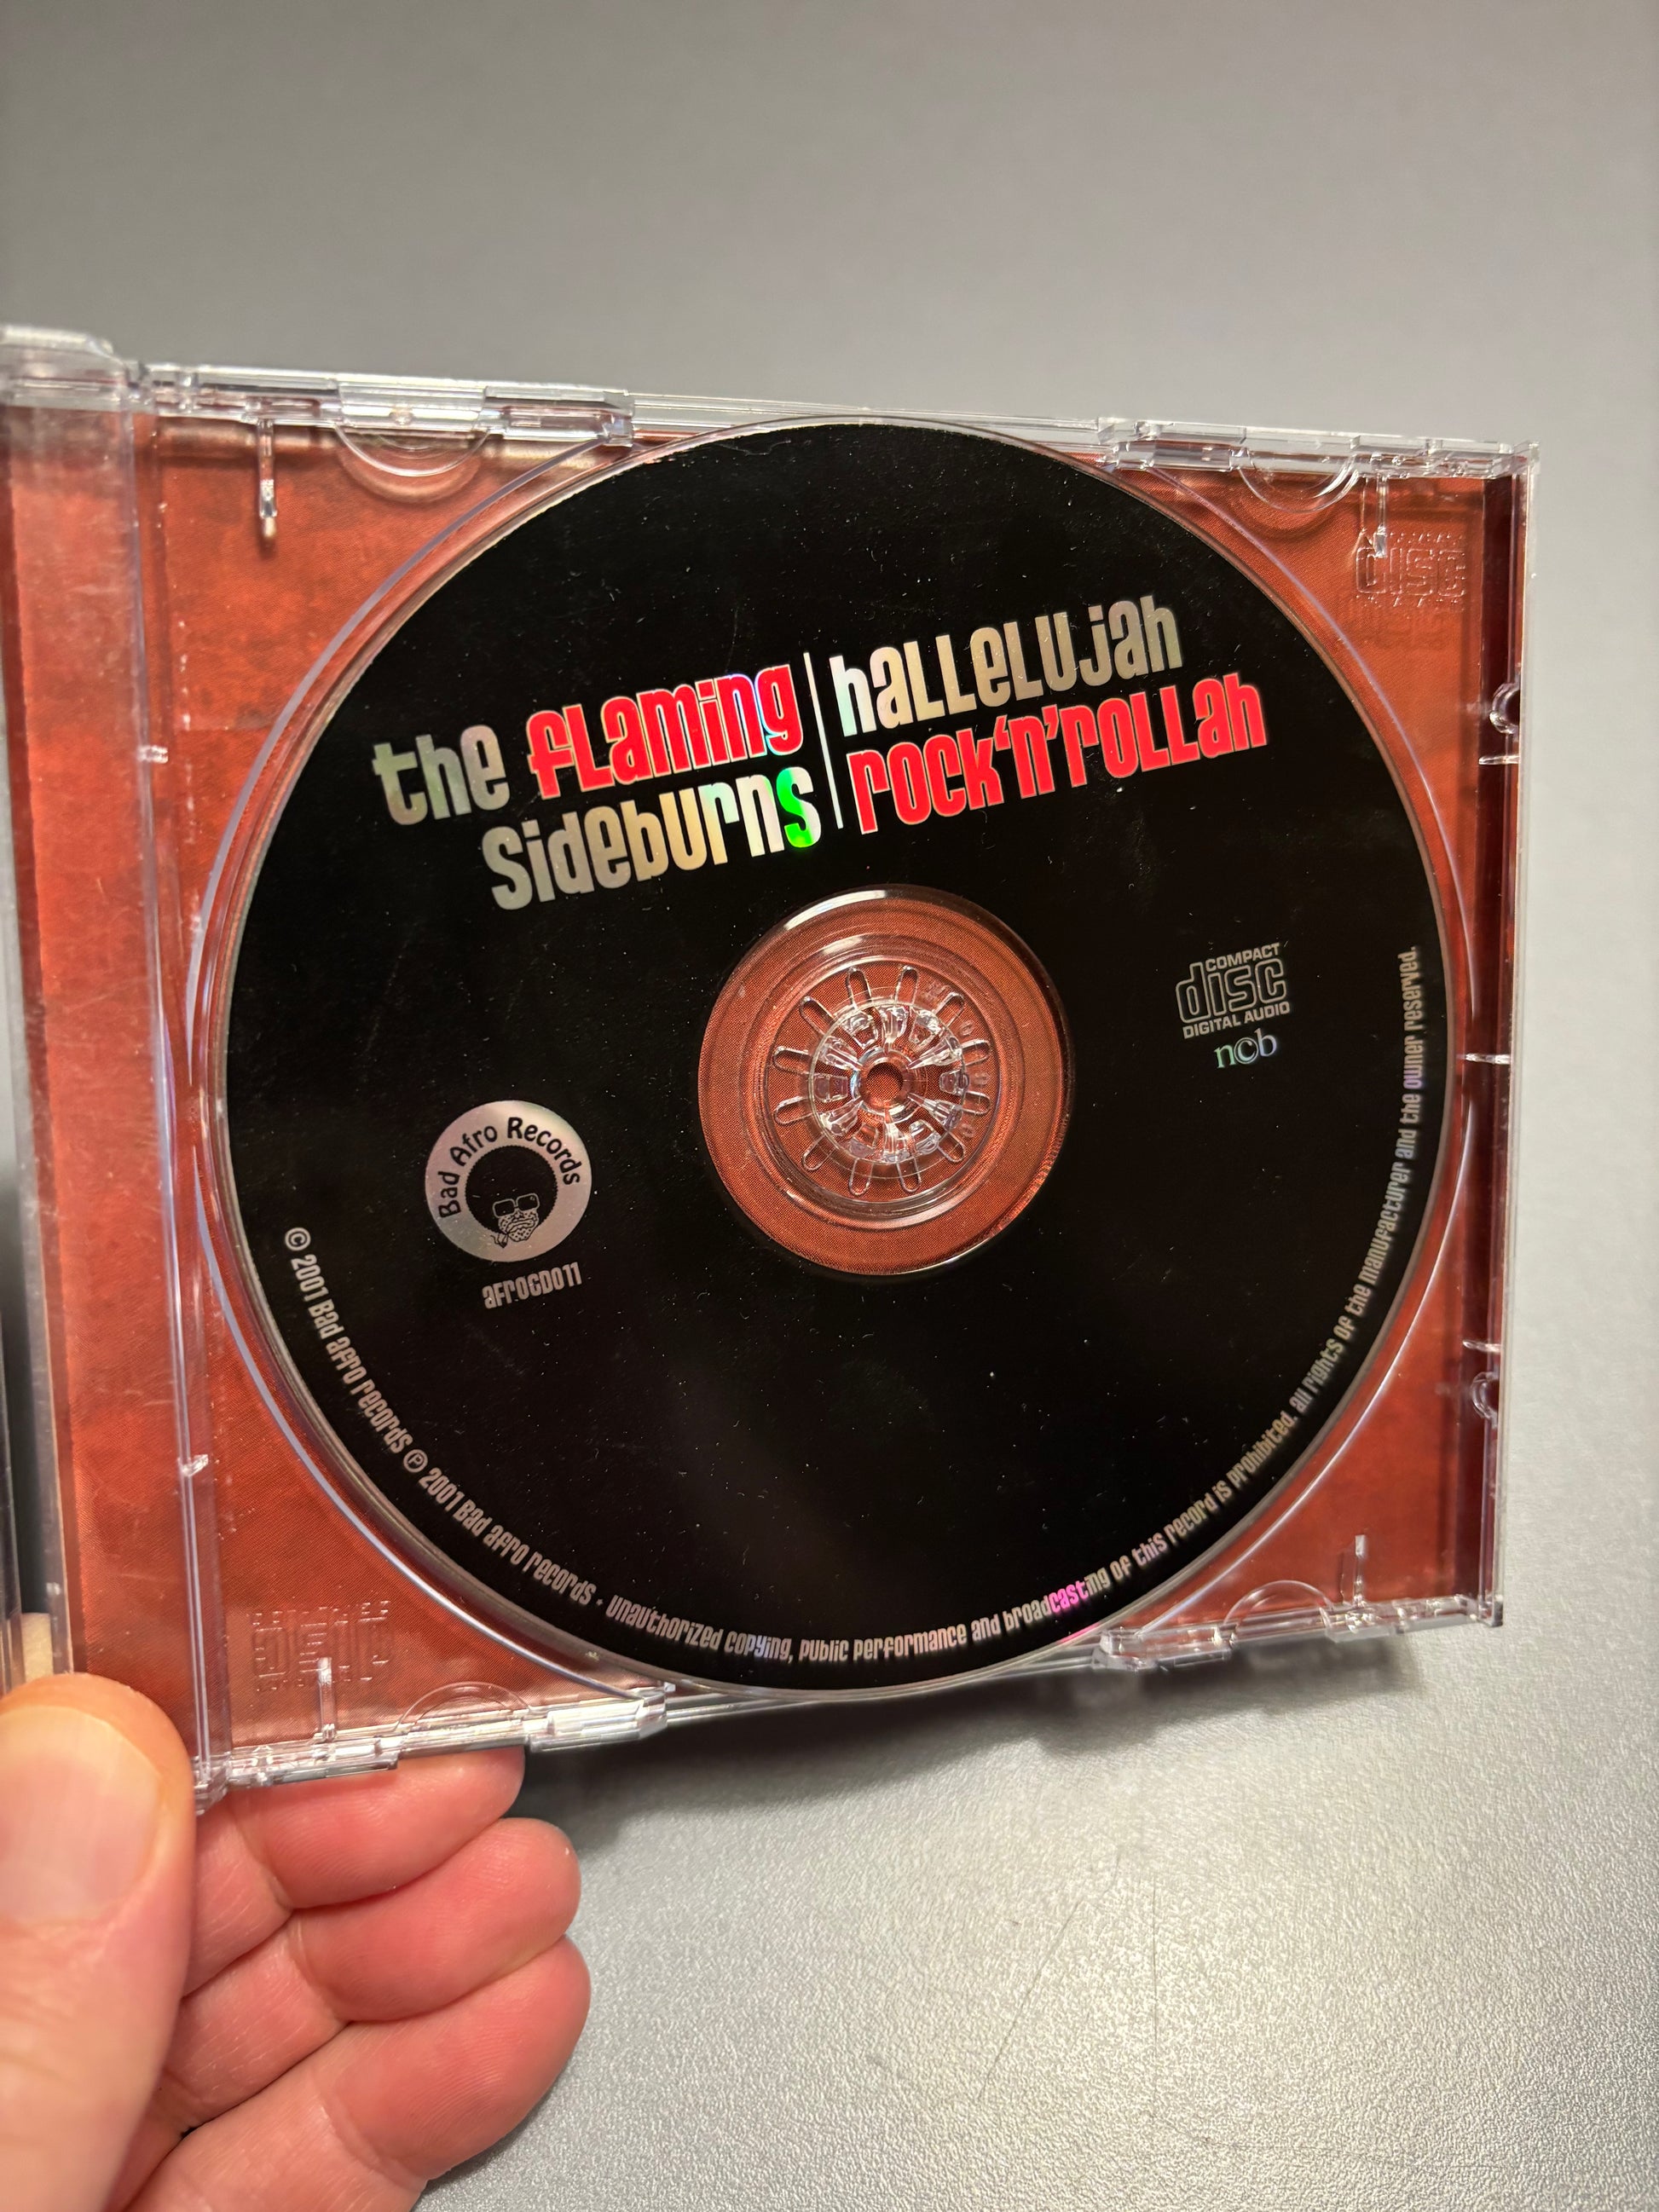 the flaming
sideburns
hallelujah
rock'n'rollah
COMPACT
disc
DIGITAL AUDIO
n©b
Bad Afro Records
afrocd011
© 2001 Bad afro records ℗ 2001 Bad afro records · unauthorized copying, public performance and broadcasting of this record is prohibited. all rights of the manufacturer and the owner reserved.